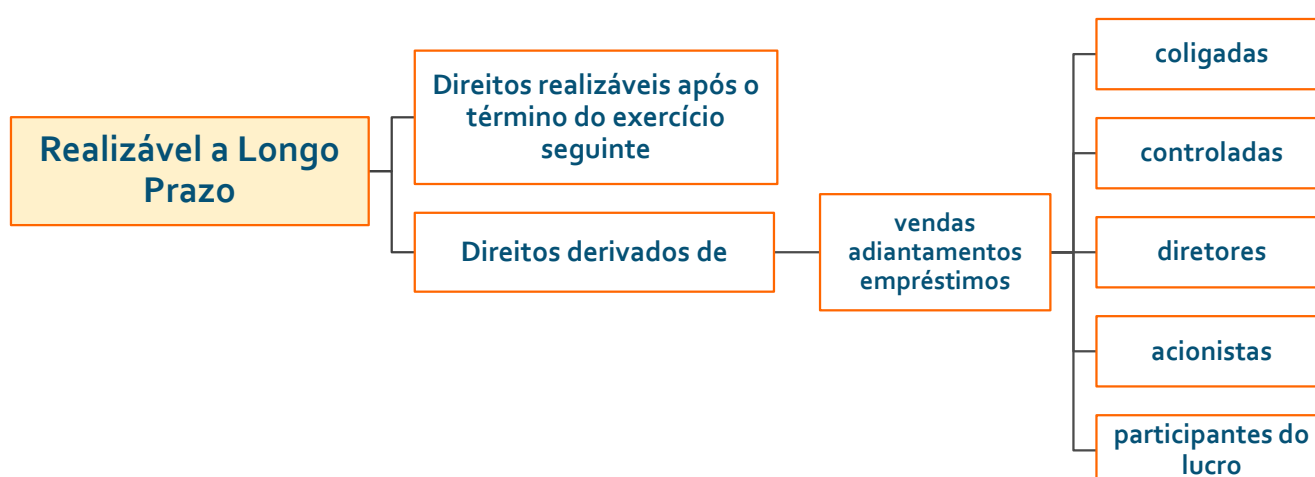 Realizável a Longo
Prazo
Direitos realizáveis após o
término do exercício
seguinte
Direitos derivados de
vendas
adiantamentos
empréstimos
coligadas
controladas
diretores
acionistas
participantes do
lucro